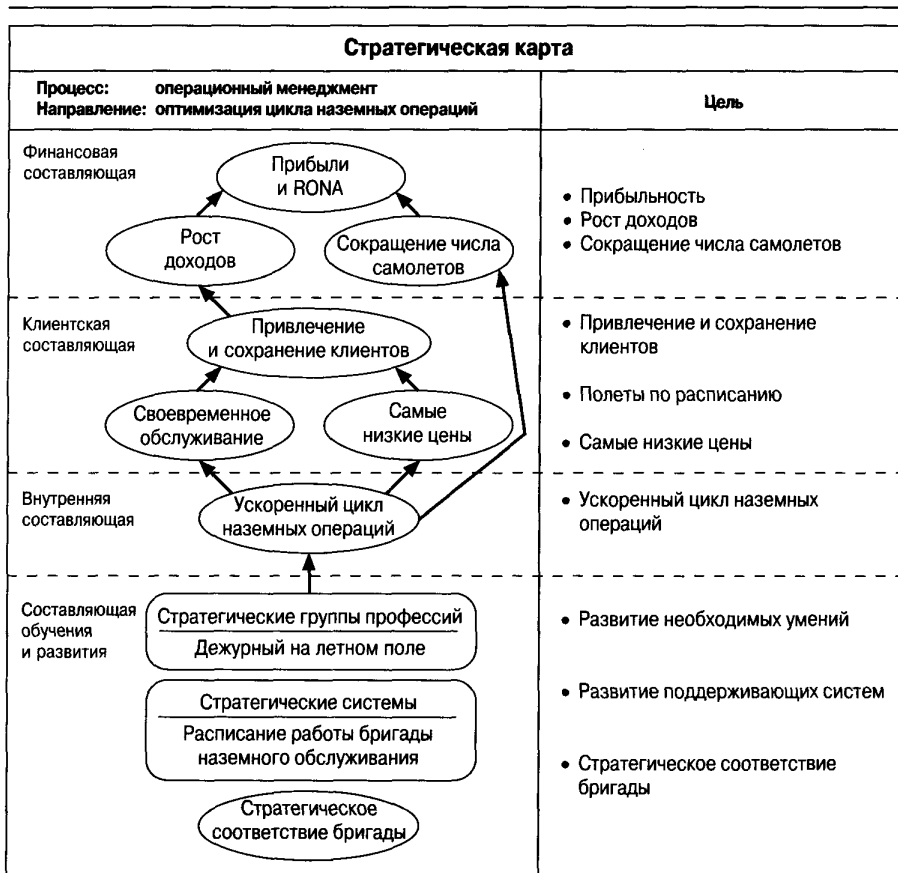 Стратегическая карта
Процесс: операционный менеджмент
Направление: оптимизация цикла наземных операций
Цель
Финансовая
составляющая
Прибыли
и RONA
Рост
доходов
Сокращение числа
самолетов
• Прибыльность
• Рост доходов
• Сокращение числа самолетов
Клиентская
составляющая
Привлечение
и сохранение клиентов
Своевременное
обслуживание
Самые
низкие цены
• Привлечение и сохранение
клиентов
• Полеты по расписанию
• Самые низкие цены
Внутренняя
составляющая
Ускоренный цикл
наземных операций
• Ускоренный цикл наземных
операций
Составляющая
обучения
и развития
Стратегические группы профессий
Дежурный на летном поле
Стратегические системы
Расписание работы бригады
наземного обслуживания
Стратегическое
соответствие бригады
• Развитие необходимых умений
• Развитие поддерживающих систем
• Стратегическое соответствие
бригады